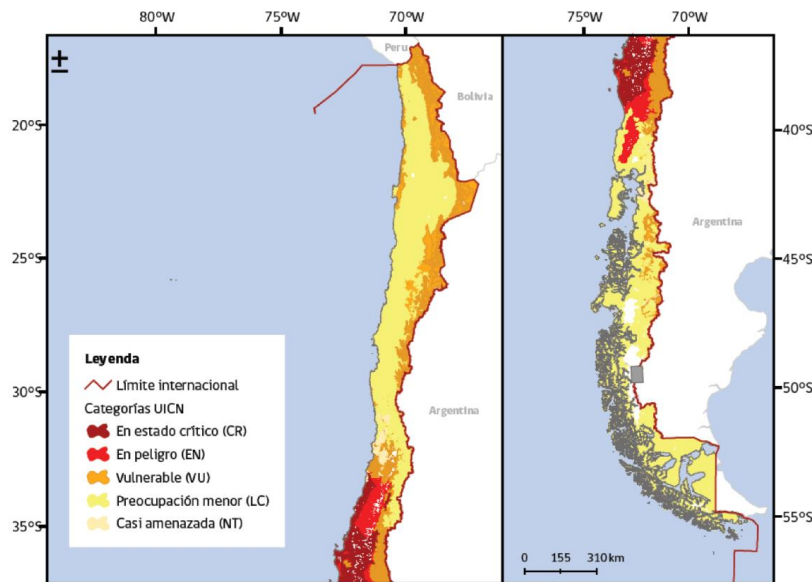 80ºW 75ºW 70ºW
75ºW 70ºW
Peru
Bolivia
20ºS
40ºS
Argentina
25ºS
45ºS
Leyenda
Límite internacional
Categorías UICN
En estado crítico (CR)
En peligro (EN)
Vulnerable (VU)
Preocupación menor (LC)
Casi amenazada (NT)
30ºS
50ºS
Argentina
35ºS
55ºS
0 155 310 km